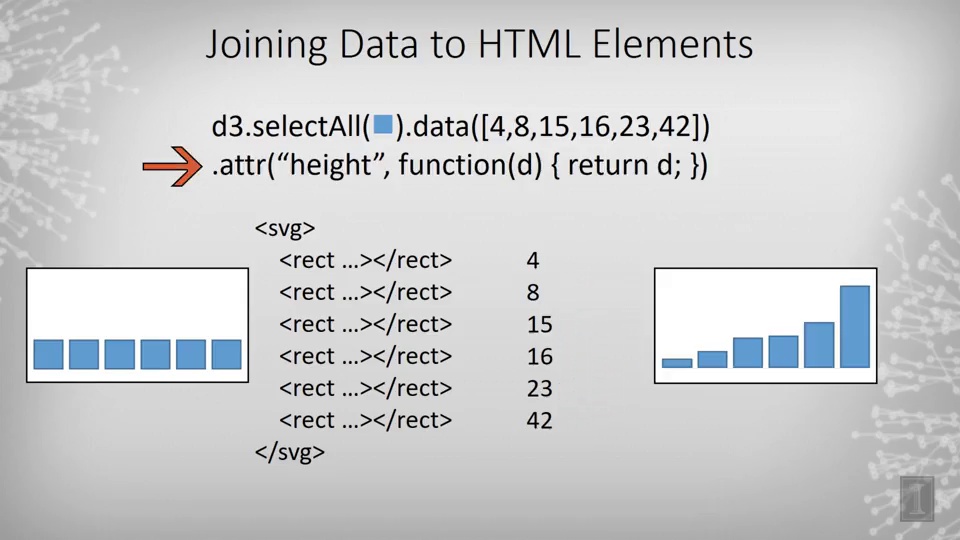 Joining Data to HTML Elements
d3.selectAll( ).data([4,8,15,16,23,42])
.attr(“height”, function(d) { return d; })
<svg>
<rect ...></rect> 4
<rect ...></rect> 8
<rect ...></rect> 15
<rect ...></rect> 16
<rect ...></rect> 23
<rect ...></rect> 42
</svg>
I